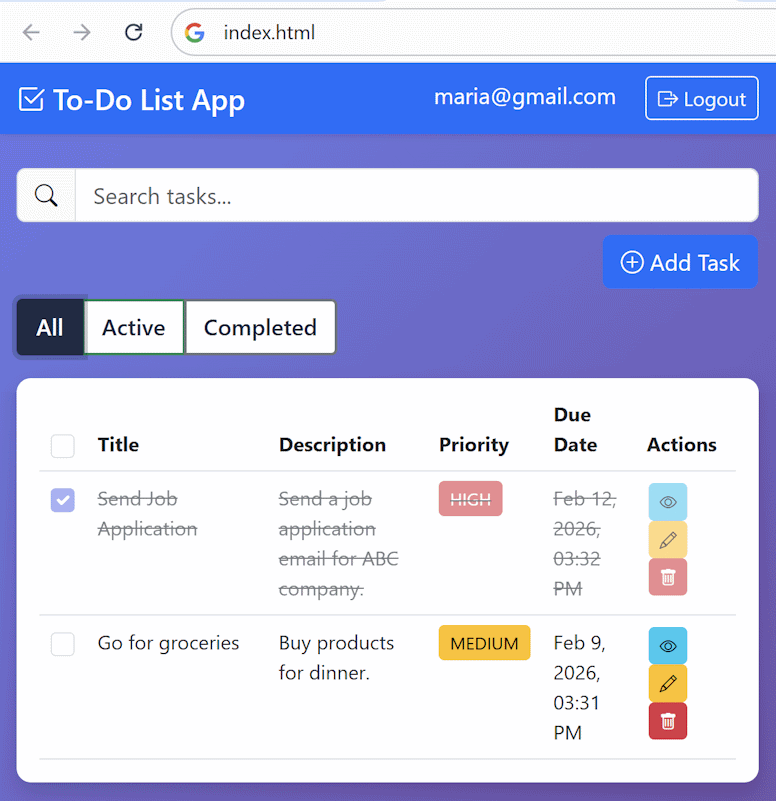 index.html
To-Do List App
maria@gmail.com
Logout
Search tasks...
Add Task
All
Active
Completed
Title
Description
Priority
Due
Date
Actions
Send Job
Application
Send a job
application
email for ABC
company.
HIGH
Feb 12,
2026,
03:32
PM
Go for groceries
Buy products
for dinner.
MEDIUM
Feb 9,
2026,
03:31
PM